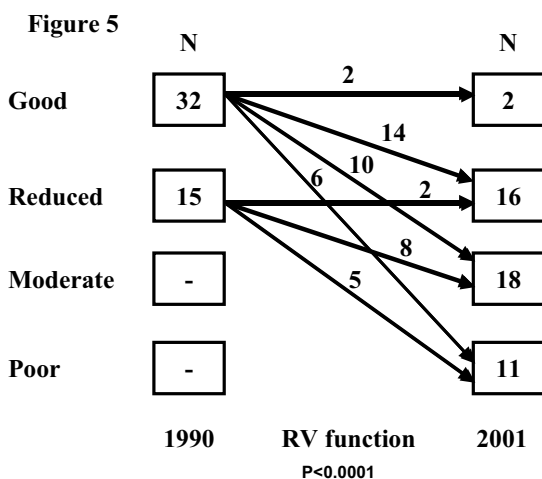 Figure 5
N N
2
Good 32 2
14
10
6
Reduced 15 2 16
8
Moderate - 18
5
Poor - 11
1990 RV function 2001
P<0.0001